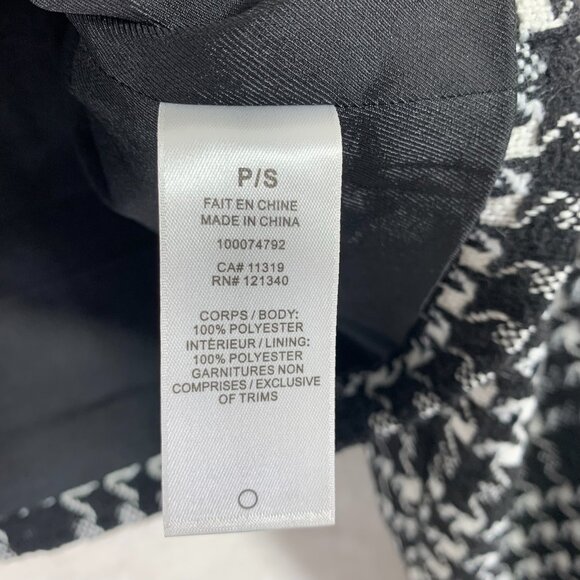 P/S
FAIT EN CHINE
MADE IN CHINA
100074792
CA# 11319
RN# 121340
CORPS / BODY:
100% POLYESTER
INTÉRIEUR / LINING:
100% POLYESTER
GARNITURES NON
COMPRISES / EXCLUSIVE
OF TRIMS